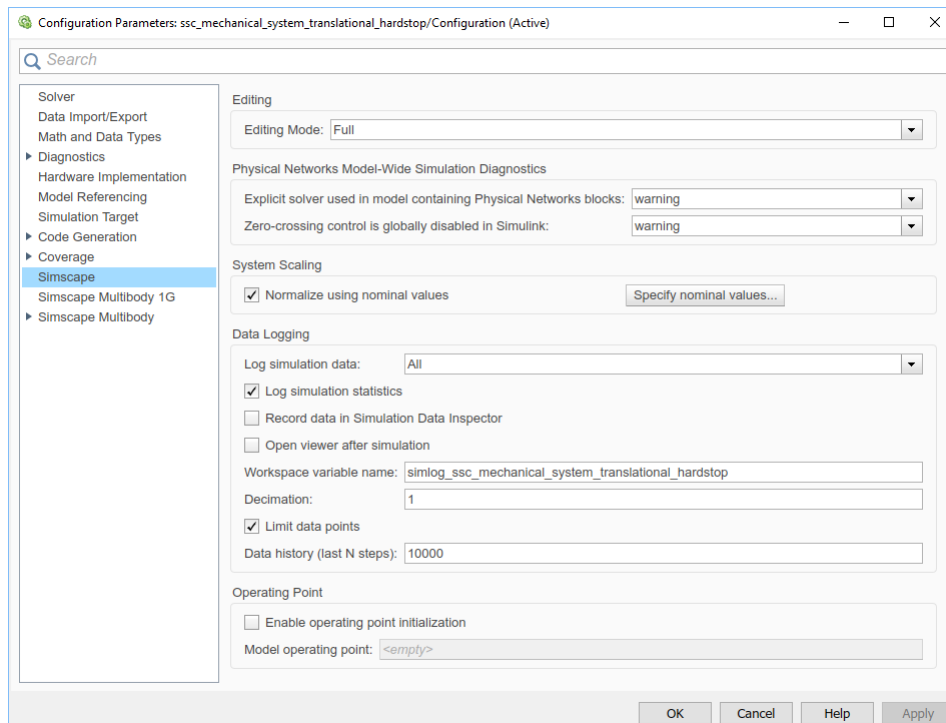 Configuration Parameters: ssc_mechanical_system_translational_hardstop/Configuration (Active)
Search
Solver
Data Import/Export
Math and Data Types
Diagnostics
Hardware Implementation
Model Referencing
Simulation Target
Code Generation
Coverage
Simscape
Simscape Multibody 1G
Simscape Multibody
Editing
Editing Mode: Full
Physical Networks Model-Wide Simulation Diagnostics
Explicit solver used in model containing Physical Networks blocks: warning
Zero-crossing control is globally disabled in Simulink: warning
System Scaling
Normalize using nominal values Specify nominal values...
Data Logging
Log simulation data: All
Log simulation statistics
Record data in Simulation Data Inspector
Open viewer after simulation
Workspace variable name: simlog_ssc_mechanical_system_translational_hardstop
Decimation: 1
Limit data points
Data history (last N steps): 10000
Operating Point
Enable operating point initialization
Model operating point: <empty>
OK Cancel Help Apply